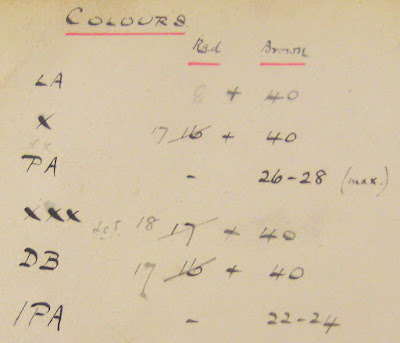 COLOURS
Red Brown
LA 8 + 40
X 17 16 + 40
XX
PA - 26-28 (max.)
XXX 18 17 + 40
DB 17 16 + 40
IPA - 22-24